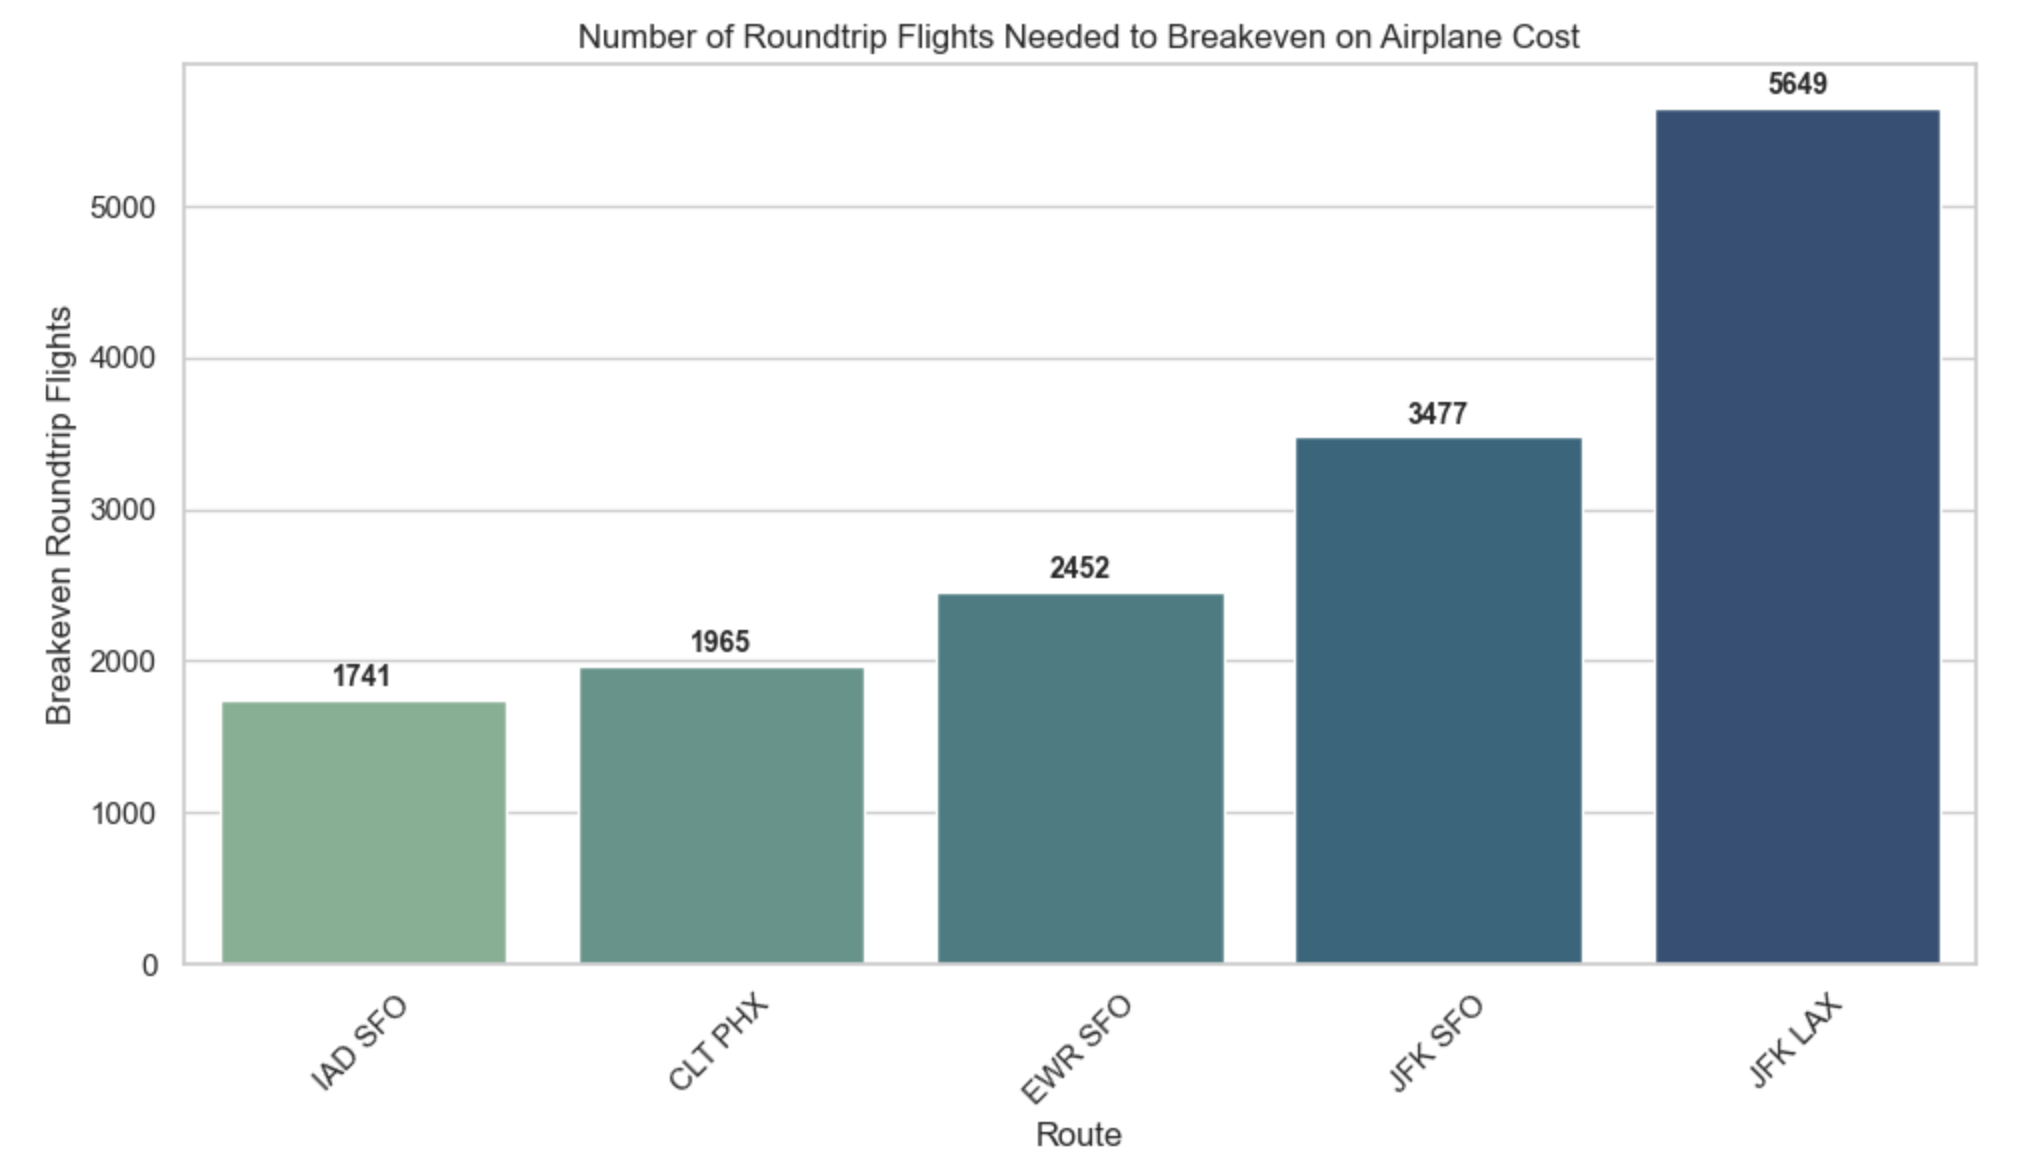 Number of Roundtrip Flights Needed to Breakeven on Airplane Cost
Breakeven Roundtrip Flights
5000
4000
3000
2000
1000
0
1741
1965
2452
3477
5649
IAD SFO
CLT PHX
EWR SFO
JFK SFO
JFK LAX
Route